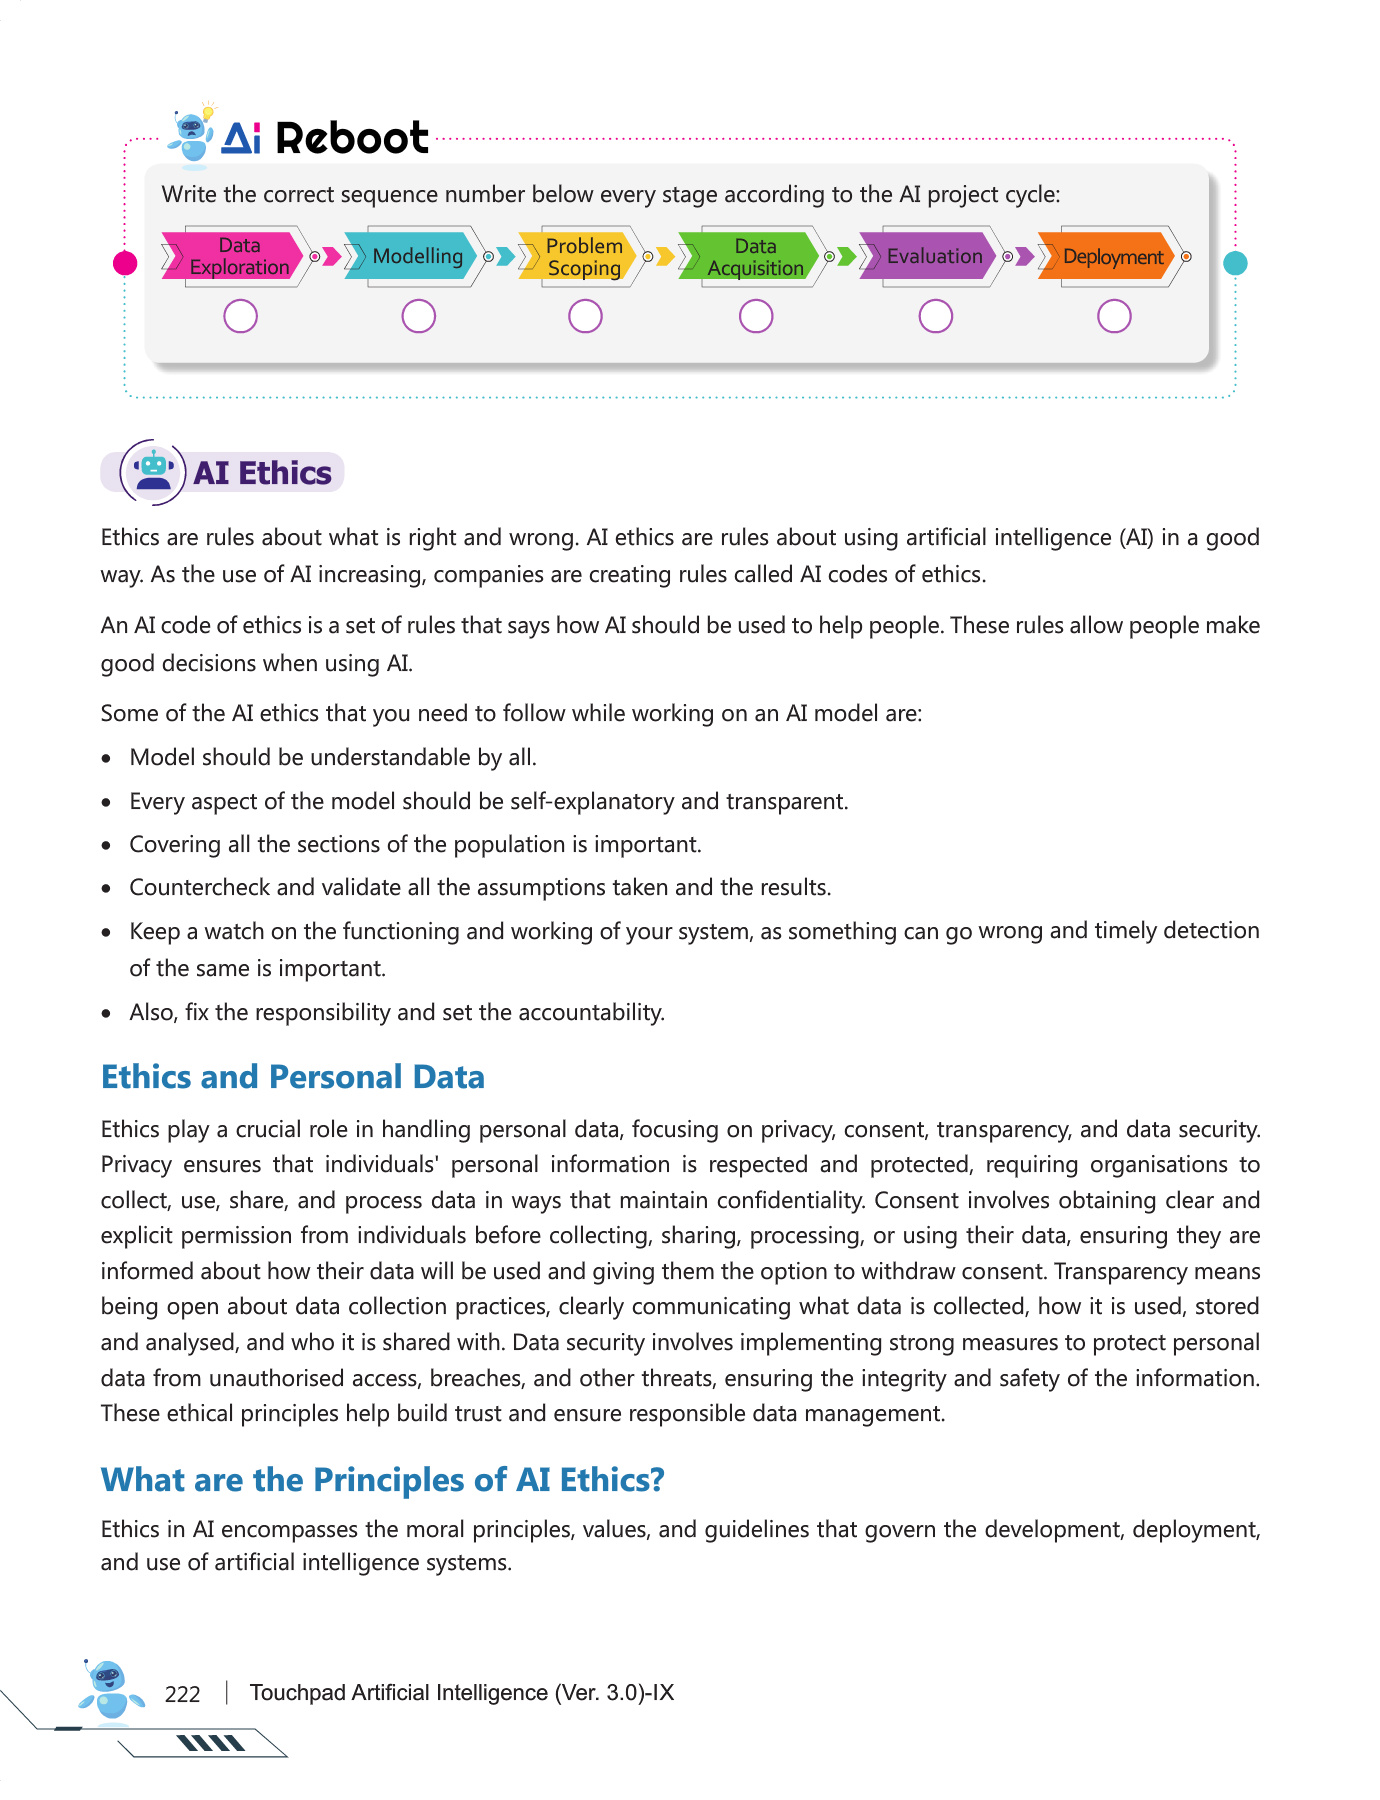 Ai Reboot
Write the correct sequence number below every stage according to the AI project cycle:
Data
Exploration
Modelling
Problem
Scoping
Data
Acquisition
Evaluation
Deployment
AI Ethics
Ethics are rules about what is right and wrong. AI ethics are rules about using artificial intelligence (AI) in a good
way. As the use of AI increasing, companies are creating rules called AI codes of ethics.
An AI code of ethics is a set of rules that says how AI should be used to help people. These rules allow people make
good decisions when using AI.
Some of the AI ethics that you need to follow while working on an AI model are:
• Model should be understandable by all.
• Every aspect of the model should be self-explanatory and transparent.
• Covering all the sections of the population is important.
• Countercheck and validate all the assumptions taken and the results.
• Keep a watch on the functioning and working of your system, as something can go wrong and timely detection
of the same is important.
• Also, fix the responsibility and set the accountability.
Ethics and Personal Data
Ethics play a crucial role in handling personal data, focusing on privacy, consent, transparency, and data security.
Privacy ensures that individuals' personal information is respected and protected, requiring organisations to
collect, use, share, and process data in ways that maintain confidentiality. Consent involves obtaining clear and
explicit permission from individuals before collecting, sharing, processing, or using their data, ensuring they are
informed about how their data will be used and giving them the option to withdraw consent. Transparency means
being open about data collection practices, clearly communicating what data is collected, how it is used, stored
and analysed, and who it is shared with. Data security involves implementing strong measures to protect personal
data from unauthorised access, breaches, and other threats, ensuring the integrity and safety of the information.
These ethical principles help build trust and ensure responsible data management.
What are the Principles of AI Ethics?
Ethics in AI encompasses the moral principles, values, and guidelines that govern the development, deployment,
and use of artificial intelligence systems.
222
Touchpad Artificial Intelligence (Ver. 3.0)-IX